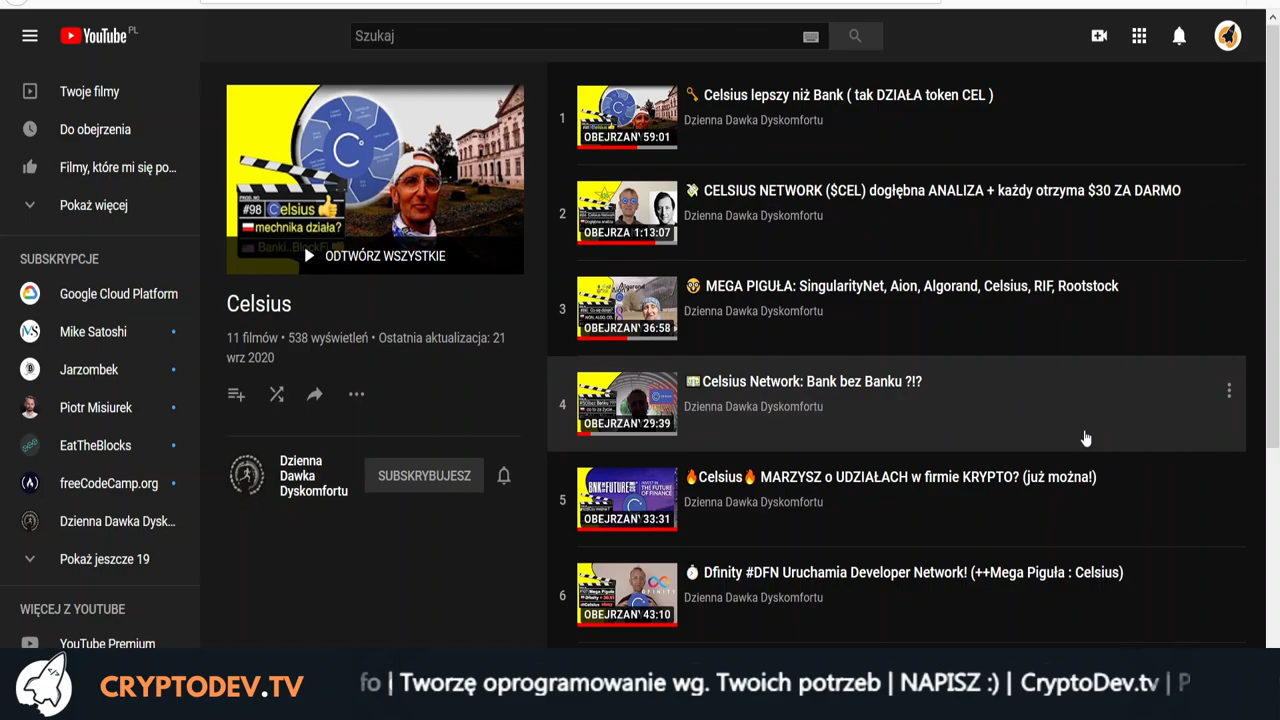 YouTube PL
Szukaj
Twoje filmy
Do obejrzenia
Filmy, które mi się po...
Pokaż więcej
SUBSKRYPCJE
Google Cloud Platform
Mike Satoshi
Jarzombek
Piotr Misiurek
EatTheBlocks
freeCodeCamp.org
Dzienna Dawka Dysk...
Pokaż jeszcze 19
WIĘCEJ Z YOUTUBE
YouTube Premium
#98 Celsius
mechnika działa?
Banki..BlockFi
ODTWÓRZ WSZYSTKIE
Celsius
11 filmów • 538 wyświetleń • Ostatnia aktualizacja: 21
wrz 2020
Dzienna
Dawka
Dyskomfortu
SUBSKRYBUJESZ
1
OBEJRZANY 59:01
Celsius lepszy niż Bank ( tak DZIAŁA token CEL )
Dzienna Dawka Dyskomfortu
2
OBEJRZA 1:13:07
CELSIUS NETWORK ($CEL) dogłębna ANALIZA + każdy otrzyma $30 ZA DARMO
Dzienna Dawka Dyskomfortu
3
OBEJRZANY 36:58
MEGA PIGUŁA: SingularityNet, Aion, Algorand, Celsius, RIF, Rootstock
Dzienna Dawka Dyskomfortu
4
OBEJRZANY 29:39
Celsius Network: Bank bez Banku ?!?
Dzienna Dawka Dyskomfortu
5
OBEJRZANY 33:31
Celsius MARZYSZ o UDZIAŁACH w firmie KRYPTO? (już można!)
Dzienna Dawka Dyskomfortu
6
OBEJRZANY 43:10
Dfinity #DFN Uruchamia Developer Network! (++Mega Piguła : Celsius)
Dzienna Dawka Dyskomfortu
CRYPTODEV.TV
fo | Tworzę oprogramowanie wg. Twoich potrzeb | NAPISZ :) | CryptoDev.tv | P